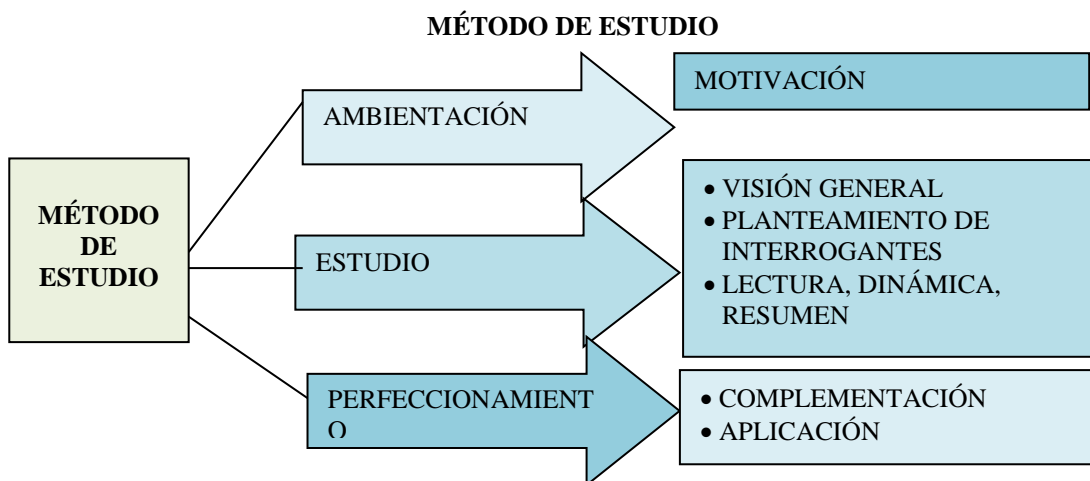 MÉTODO DE ESTUDIO
MÉTODO
DE
ESTUDIO
AMBIENTACIÓN
MOTIVACIÓN
ESTUDIO
• VISIÓN GENERAL
• PLANTEAMIENTO DE
INTERROGANTES
• LECTURA, DINÁMICA,
RESUMEN
PERFECCIONAMIENT
O
• COMPLEMENTACIÓN
• APLICACIÓN